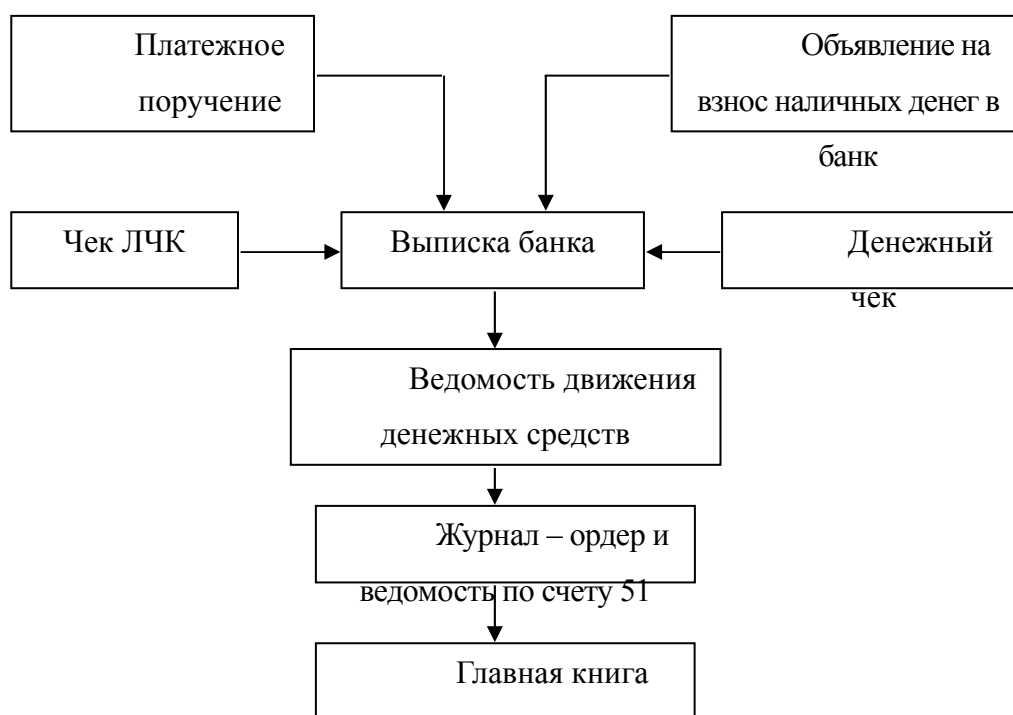 Платежное
поручение
Объявление на
взнос наличных денег в
банк
Чек ЛЧК
Выписка банка
Денежный
чек
Ведомость движения
денежных средств
Журнал – ордер и
ведомость по счету 51
Главная книга